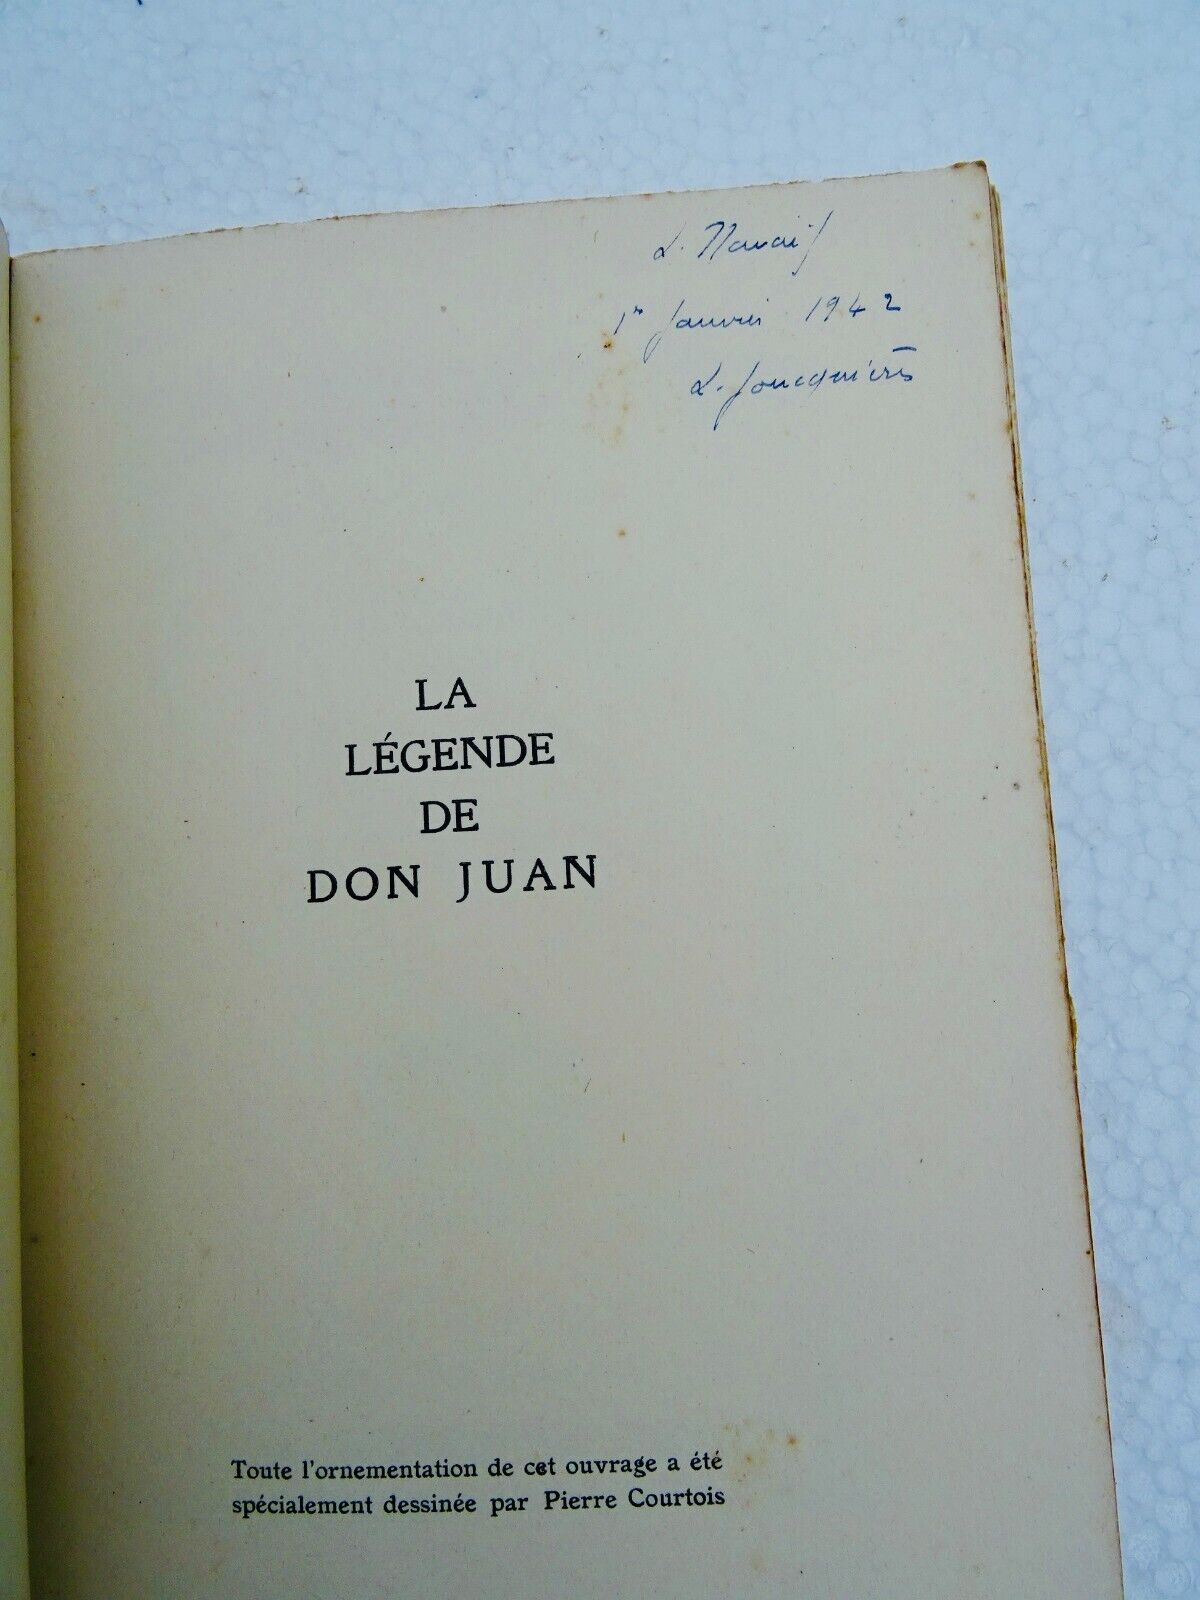 1er Janvier 1942
LA
LÉGENDE
DE
DON JUAN
Toute l'ornementation de cet ouvrage a été
spécialement dessinée par Pierre Courtois